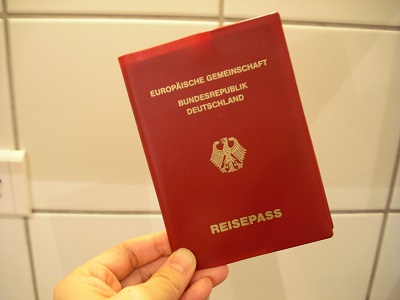 EUROPÄISCHE GEMEINSCHAFT
BUNDESREPUBLIK
DEUTSCHLAND
REISEPASS